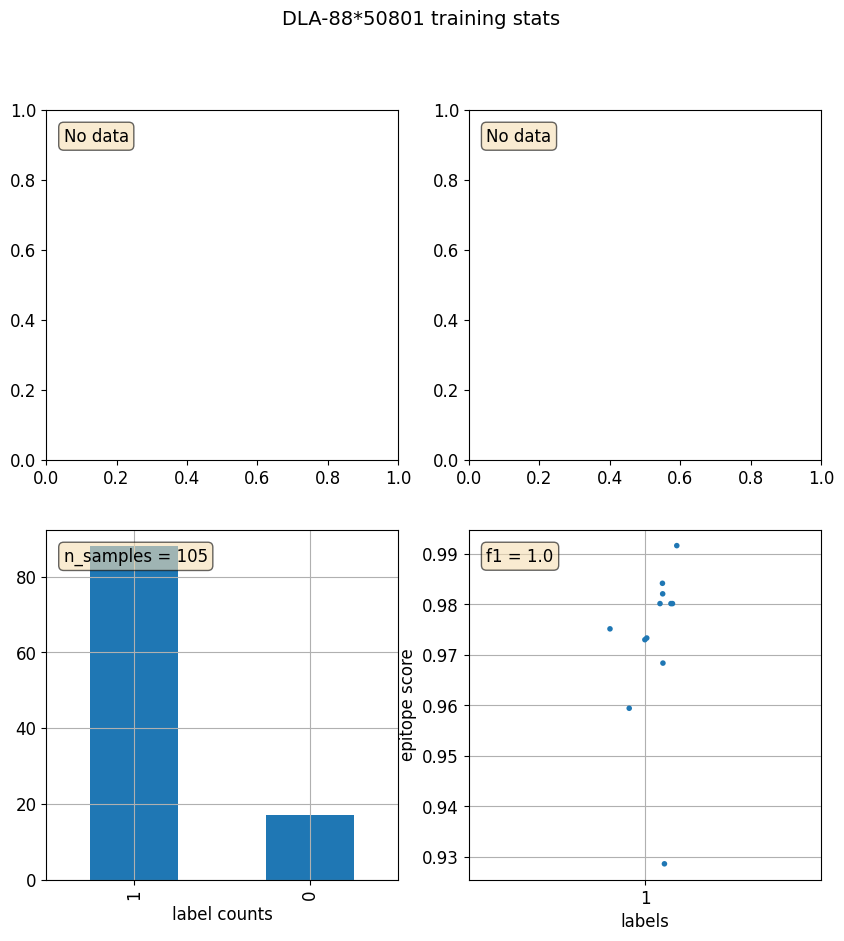 DLA-88*50801 training stats
No data
1.0
0.8
0.6
0.4
0.2
0.0
0.0 0.2 0.4 0.6 0.8 1.0
No data
1.0
0.8
0.6
0.4
0.2
0.0
0.0 0.2 0.4 0.6 0.8 1.0
n_samples = 105
80
60
40
20
0
1 0
label counts
f1 = 1.0
epitope score
0.99
0.98
0.97
0.96
0.95
0.94
0.93
1
labels